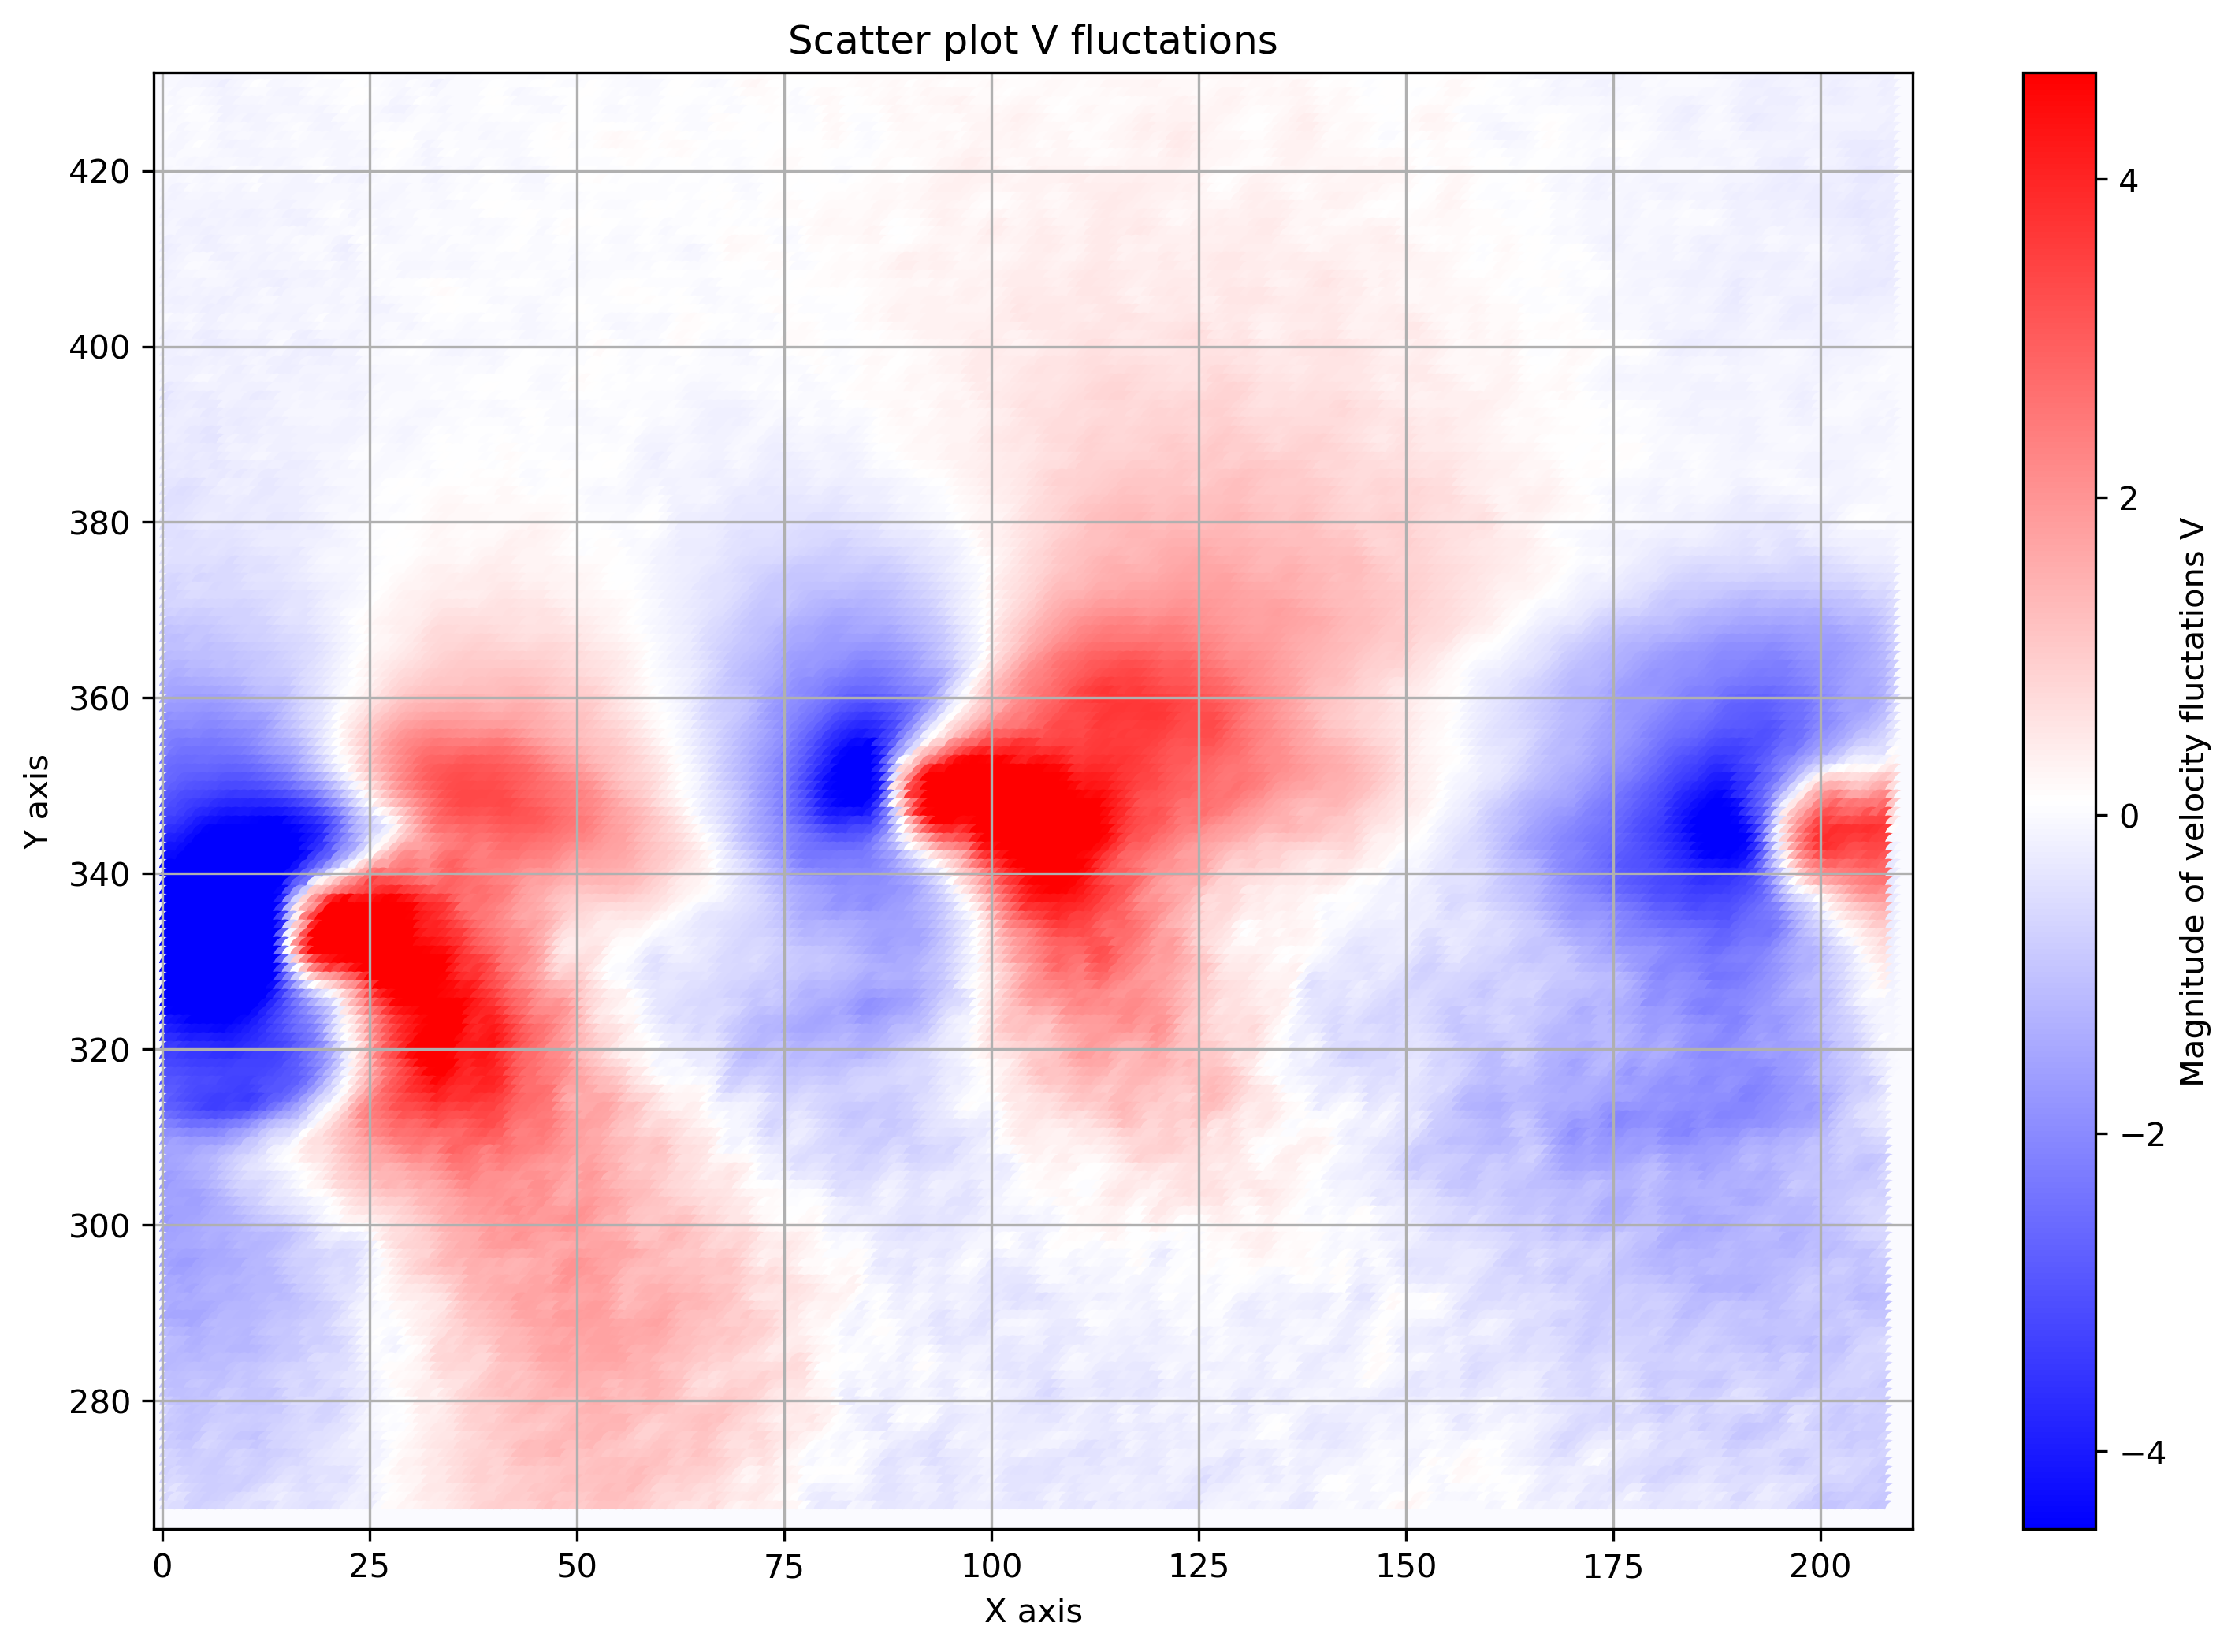 Scatter plot V fluctations
420
400
380
360
340
320
300
280
Y axis
0 25 50 75 100 125 150 175 200
X axis
4
2
0
−2
−4
Magnitude of velocity fluctations V